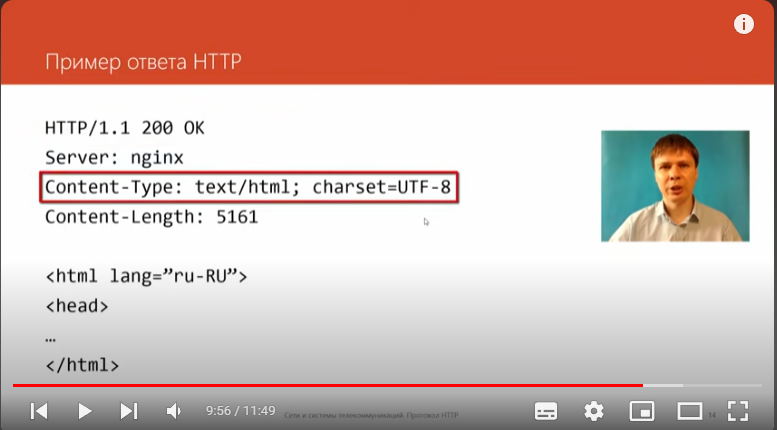 Пример ответа HTTP
HTTP/1.1 200 OK
Server: nginx
Content-Type: text/html; charset=UTF-8
Content-Length: 5161
<html lang=”ru-RU”>
<head>
…
</html>
9:56 / 11:49
Сети и системы телекоммуникаций. Протокол HTTP
14